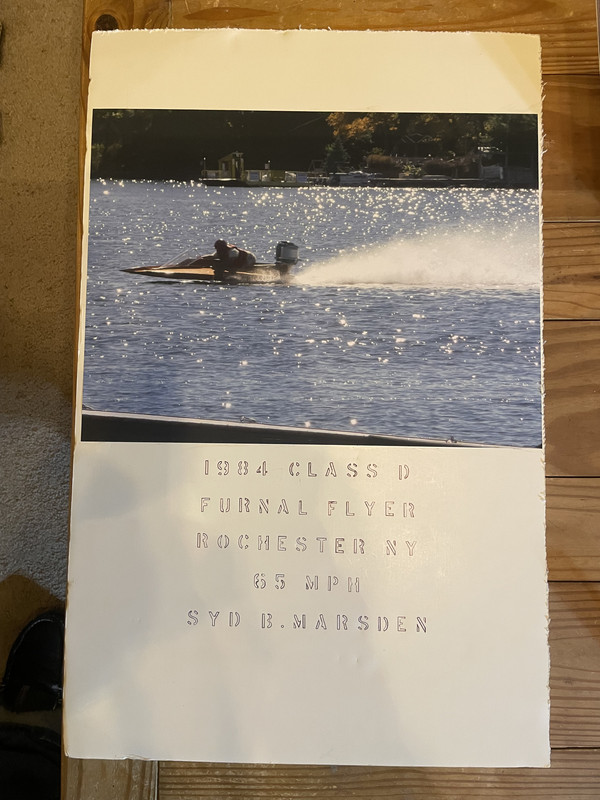 1984 CLASS D
FURNAL FLYER
ROCHESTER NY
65 MPH
SYD B.MARSDEN